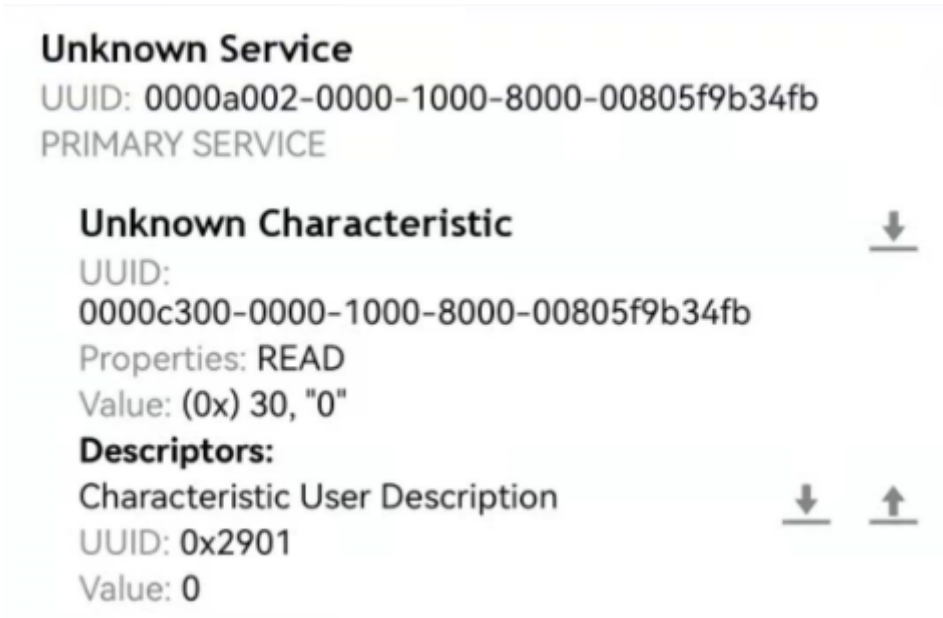 Unknown Service
UUID: 0000a002-0000-1000-8000-00805f9b34fb
PRIMARY SERVICE
Unknown Characteristic
UUID:
0000c300-0000-1000-8000-00805f9b34fb
Properties: READ
Value: (0x) 30, "0"
Descriptors:
Characteristic User Description
UUID: 0x2901
Value: 0